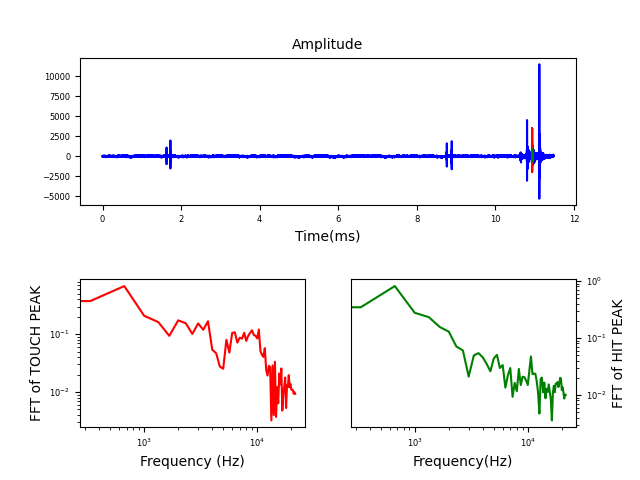 Amplitude
10000
7500
5000
2500
0
−2500
−5000
0 2 4 6 8 10 12
Time(ms)
FFT of TOUCH PEAK
10⁻¹
10⁻²
10³ 10⁴
Frequency (Hz)
10⁰
10⁻¹
10⁻²
FFT of HIT PEAK
10³ 10⁴
Frequency(Hz)